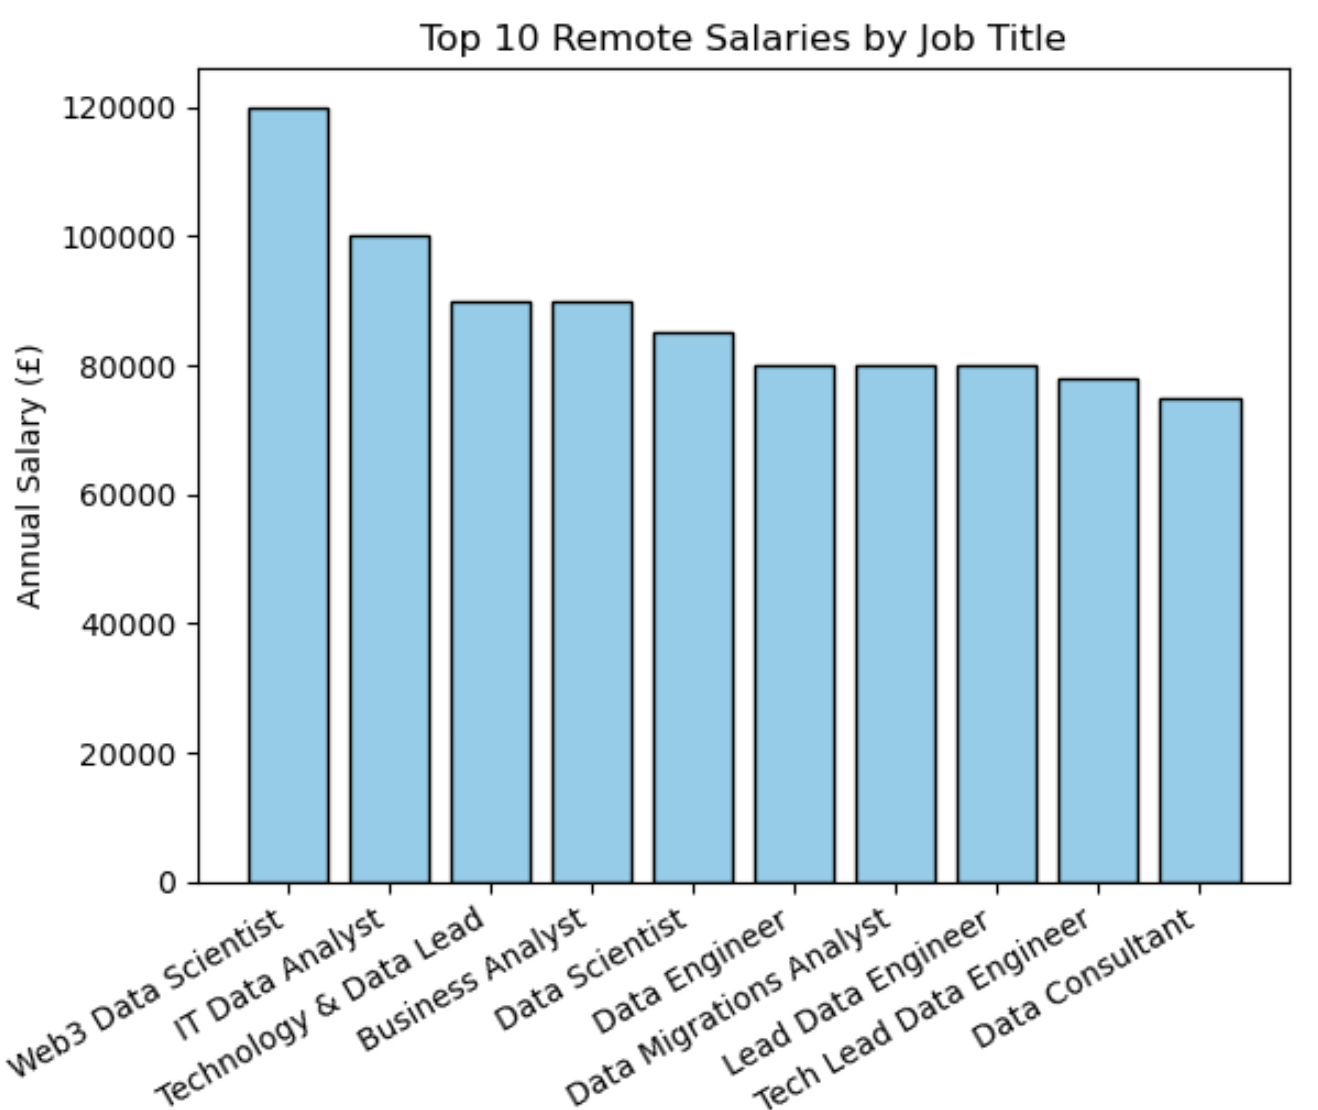 Top 10 Remote Salaries by Job Title
Annual Salary (£)
120000
100000
80000
60000
40000
20000
0
Web3 Data Scientist
IT Data Analyst
Technology & Data Lead
Business Analyst
Data Scientist
Data Engineer
Data Migrations Analyst
Lead Data Engineer
Tech Lead Data Engineer
Data Consultant